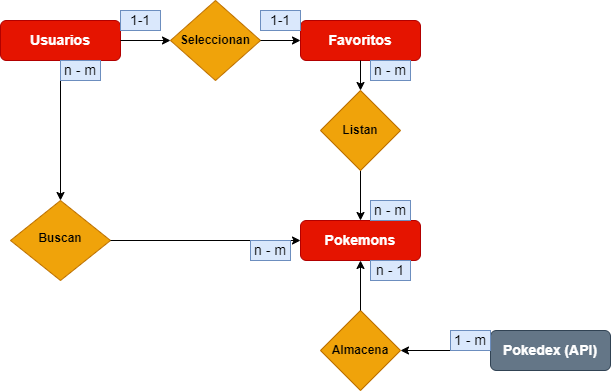 1-1
1-1
Usuarios
Seleccionan
Favoritos
n - m
n - m
Listan
n - m
Buscan
n - m
Pokemons
n - 1
1 - m
Almacena
Pokedex (API)